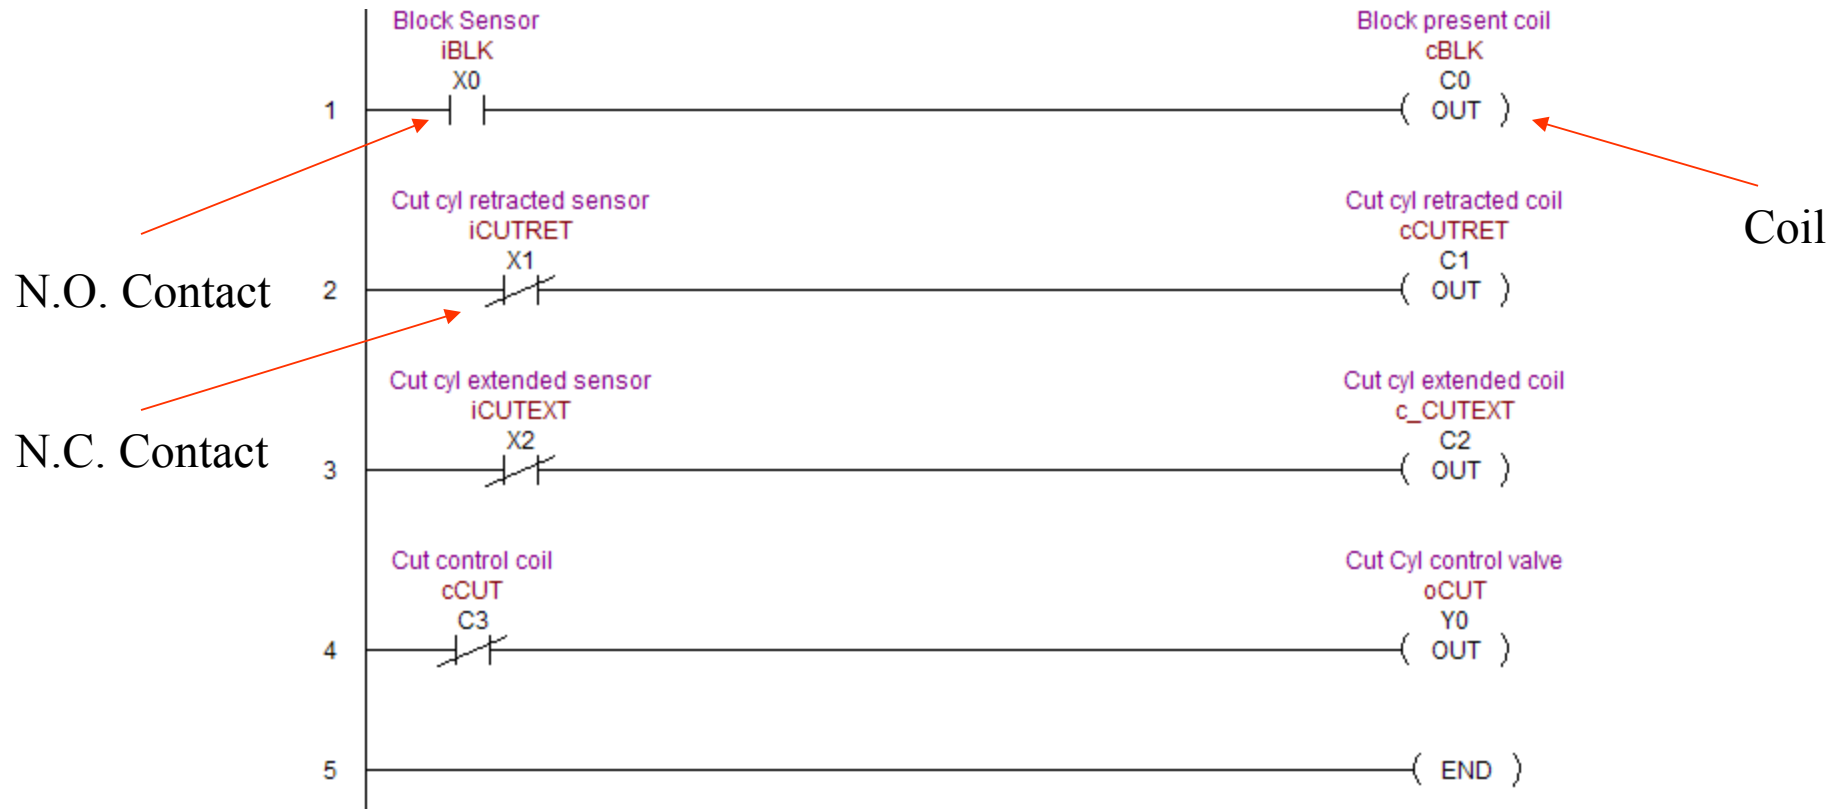 Block Sensor
iBLK
X0
Block present coil
cBLK
C0
1
OUT
Cut cyl retracted sensor
iCUTRET
X1
Cut cyl retracted coil
cCUTRET
C1
Coil
N.O. Contact
2
OUT
Cut cyl extended sensor
iCUTEXT
X2
Cut cyl extended coil
c_CUTEXT
C2
N.C. Contact
3
OUT
Cut control coil
cCUT
C3
Cut Cyl control valve
oCUT
Y0
4
OUT
5
END